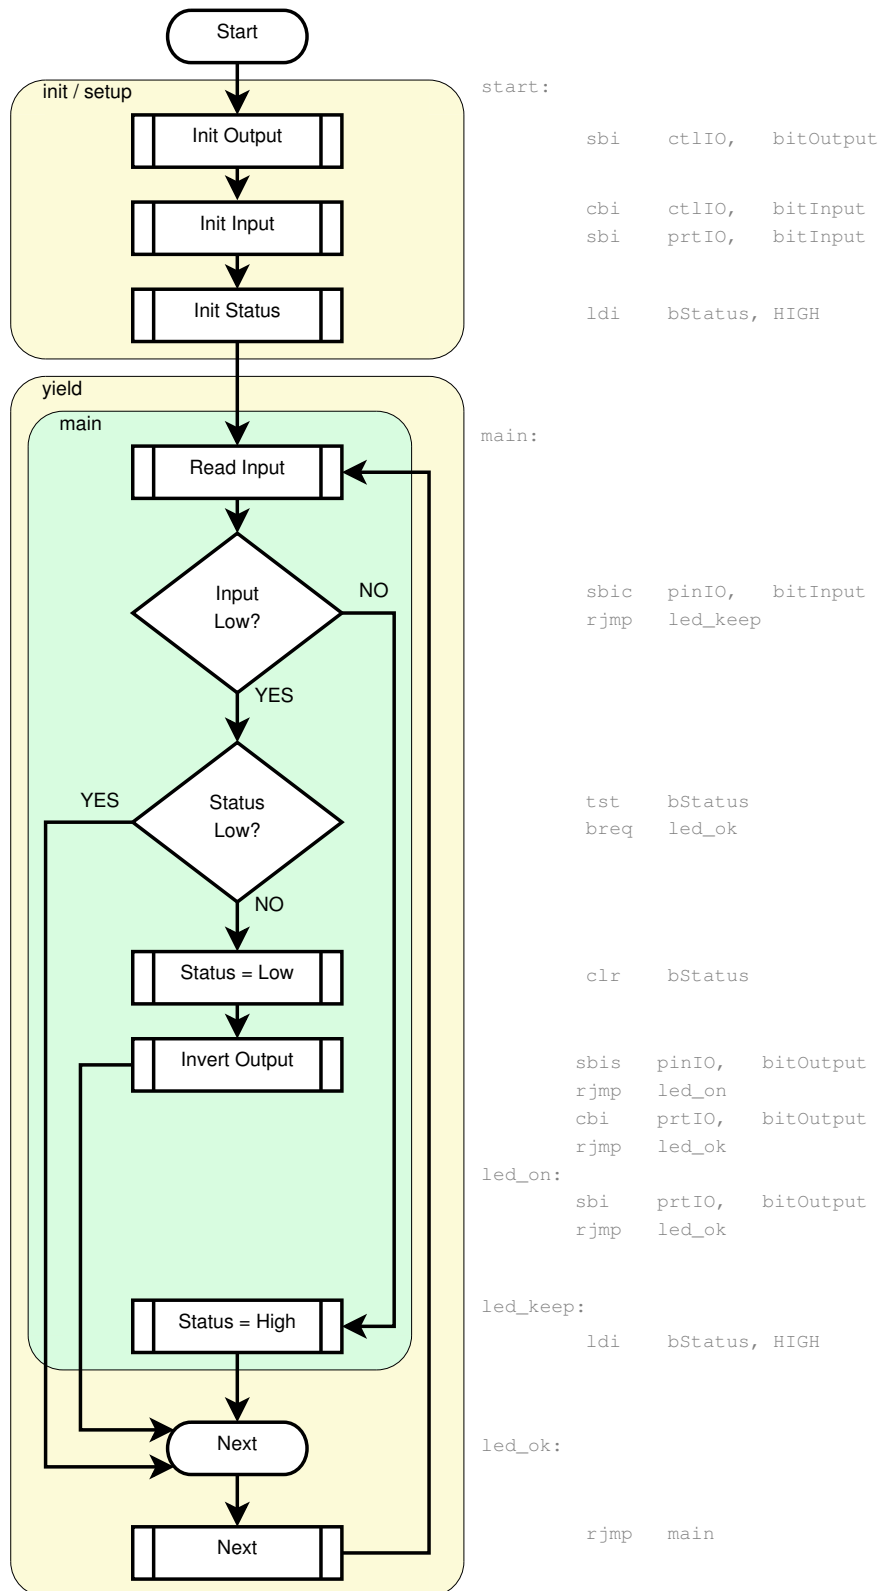 Start
init / setup
start:
Init Output
sbi ctlIO, bitOutput
Init Input
cbi ctlIO, bitInput
sbi prtIO, bitInput
Init Status
ldi bStatus, HIGH
yield
main
main:
Read Input
Input
Low?
NO
YES
sbic pinIO, bitInput
rjmp led_keep
YES
Status
Low?
NO
tst bStatus
breq led_ok
Status = Low
clr bStatus
Invert Output
sbis pinIO, bitOutput
rjmp led_on
cbi prtIO, bitOutput
rjmp led_ok
led_on:
sbi prtIO, bitOutput
rjmp led_ok
Status = High
led_keep:
ldi bStatus, HIGH
Next
led_ok:
Next
rjmp main